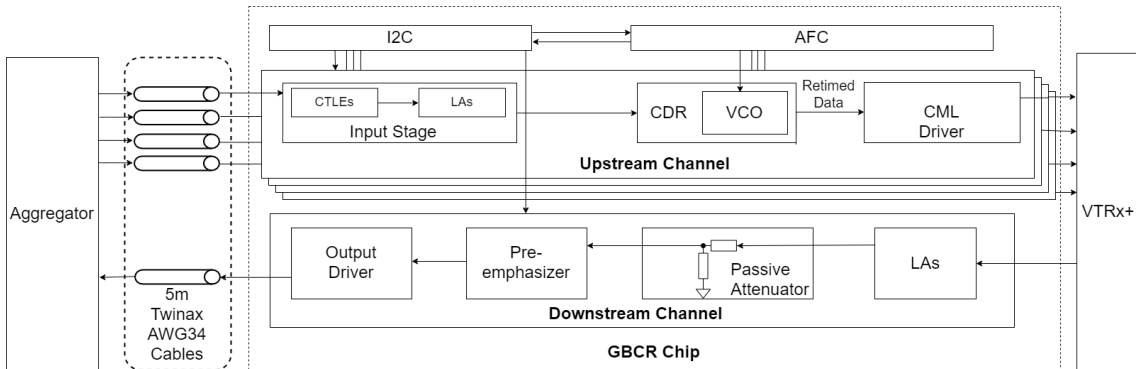 I2C
AFC
CTLEs
LAs
Input Stage
CDR
VCO
Retimed
Data
CML
Driver
Upstream Channel
Aggregator
VTRx+
Output
Driver
Pre-
emphasizer
Passive
Attenuator
LAs
Downstream Channel
5m
Twinax
AWG34
Cables
GBCR Chip